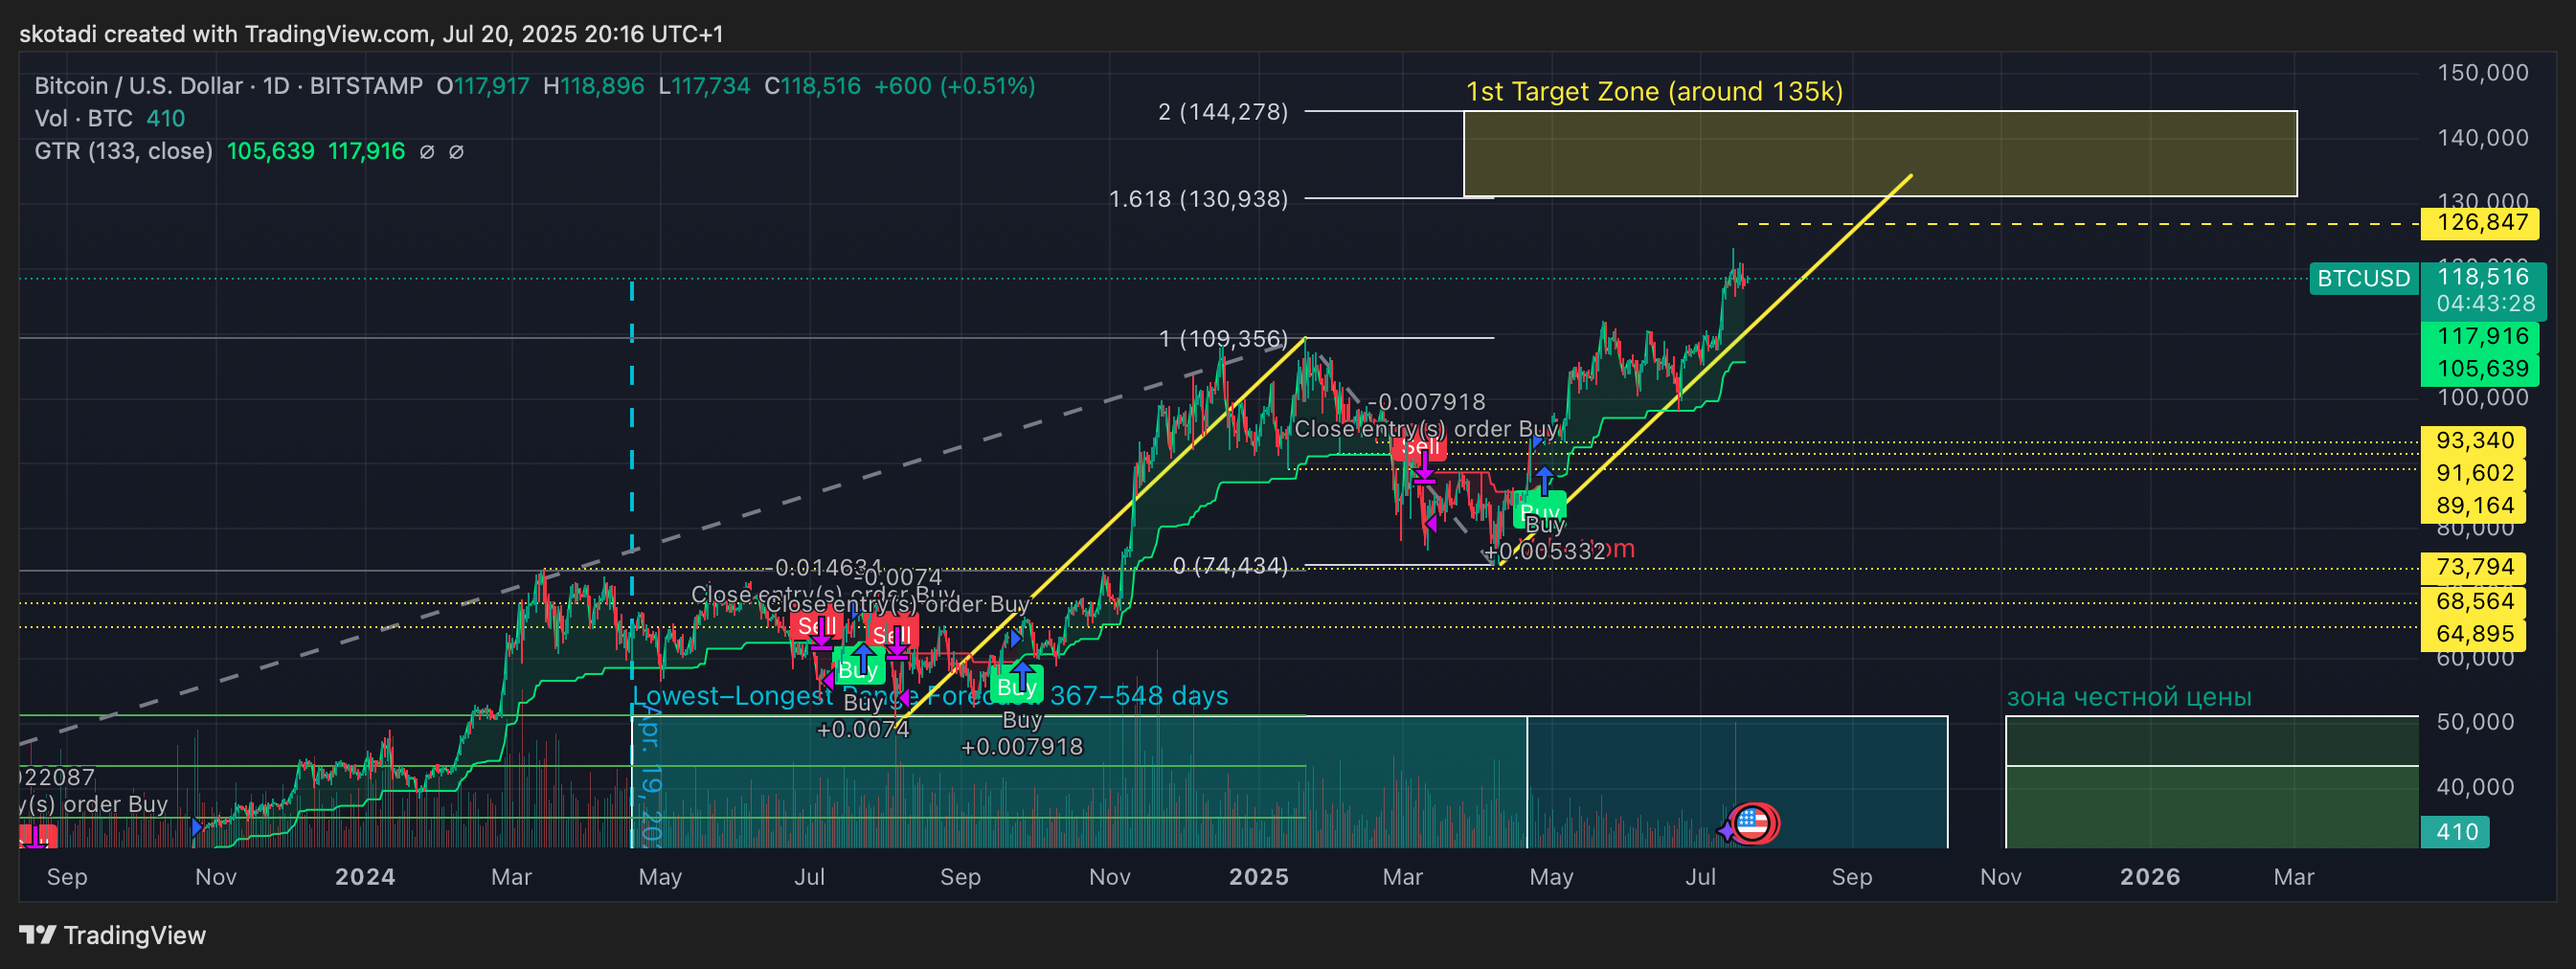 skotadi created with TradingView.com, Jul 20, 2025 20:16 UTC+1
Bitcoin / U.S. Dollar · 1D · BITSTAMP O117,917 H118,896 L117,734 C118,516 +600 (+0.51%)
Vol · BTC 410
GTR (133, close) 105,639 117,916 ∅ ∅
1st Target Zone (around 135k)
2 (144,278)
1.618 (130,938)
1 (109,356)
0 (74,434)
-0.007918
Close entry(s) order Buy
Sell
Buy
Buy
+0.005332
-0.014634
-0.0074
Close entry(s) order Buy
Close entry(s) order Buy
Sell
Sell
Buy
Buy
+0.0074
Buy
Buy
+0.007918
Lowest–Longest Range Forecast 367–548 days
Apr. 19,
022087
y(s) order Buy
зона честной цены
150,000
140,000
130,000
126,847
BTCUSD 118,516
04:43:28
117,916
105,639
100,000
93,340
91,602
89,164
80,000
73,794
68,564
64,895
60,000
50,000
40,000
410
Sep Nov 2024 Mar May Jul Sep Nov 2025 Mar May Jul Sep Nov 2026 Mar
TradingView